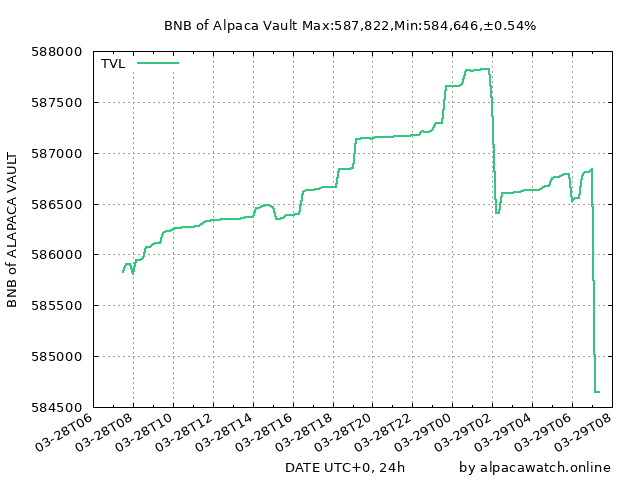 BNB of Alpaca Vault Max:587,822,Min:584,646,±0.54%
TVL
588000
587500
587000
586500
586000
585500
585000
584500
BNB of ALAPACA VAULT
03-28T06
03-28T08
03-28T10
03-28T12
03-28T14
03-28T16
03-28T18
03-28T20
03-28T22
03-29T00
03-29T02
03-29T04
03-29T06
03-29T08
DATE UTC+0, 24h
by alpacawatch.online